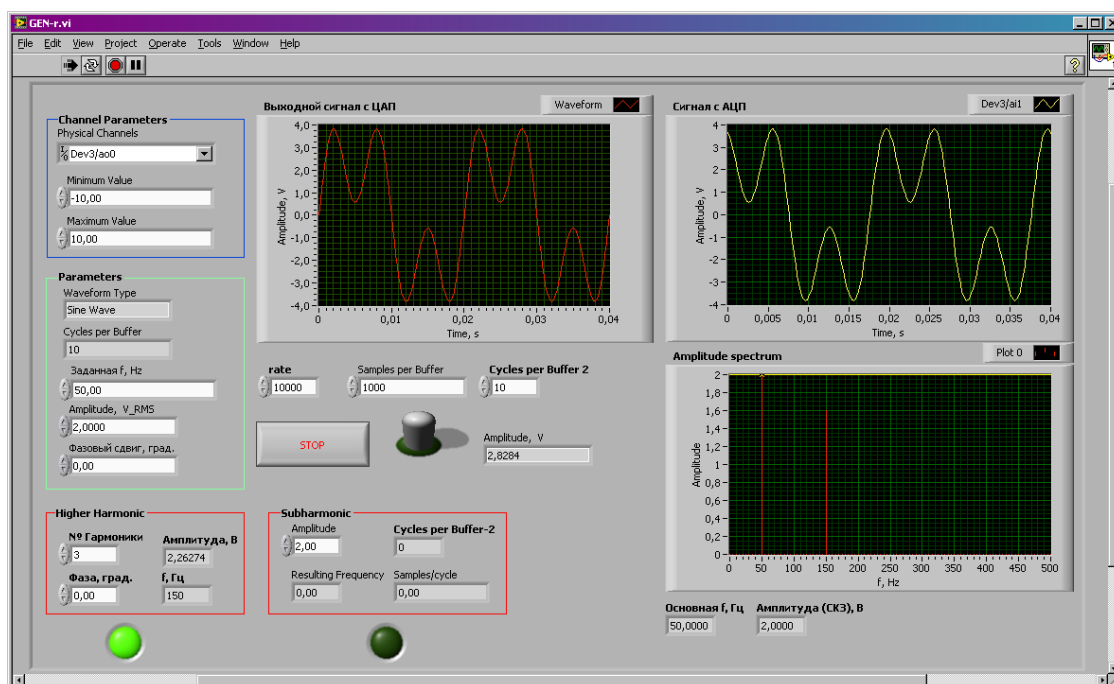 GEN-r.vi
File Edit View Project Operate Tools Window Help
Channel Parameters
Physical Channels
Dev3/ao0
Minimum Value
-10,00
Maximum Value
10,00
Parameters
Waveform Type
Sine Wave
Cycles per Buffer
10
Заданная f, Hz
50,00
Amplitude, V_RMS
2,0000
Фазовый сдвиг, град.
0,00
Выходной сигнал с ЦАП
Waveform
Amplitude, V
4,0
3,0
2,0
1,0
0,0
-1,0
-2,0
-3,0
-4,0
0 0,01 0,02 0,03 0,04
Time, s
Сигнал с АЦП
Dev3/ai1
Amplitude, V
4
3
2
1
0
-1
-2
-3
-4
0 0,005 0,01 0,015 0,02 0,025 0,03 0,035 0,04
Time, s
rate
10000
Samples per Buffer
1000
Cycles per Buffer 2
10
STOP
Amplitude, V
2,8284
Amplitude spectrum
Plot 0
Amplitude
2
1,8
1,6
1,4
1,2
1
0,8
0,6
0,4
0,2
0
0 50 100 150 200 250 300 350 400 450 500
f, Hz
Higher Harmonic
№ Гармоники
3
Амплитуда, В
2,26274
Фаза, град.
0,00
f, Гц
150
Subharmonic
Amplitude
2,00
Cycles per Buffer-2
0
Resulting Frequency
0,00
Samples/cycle
0,00
Основная f, Гц
50,0000
Амплитуда (СКЗ), В
2,0000